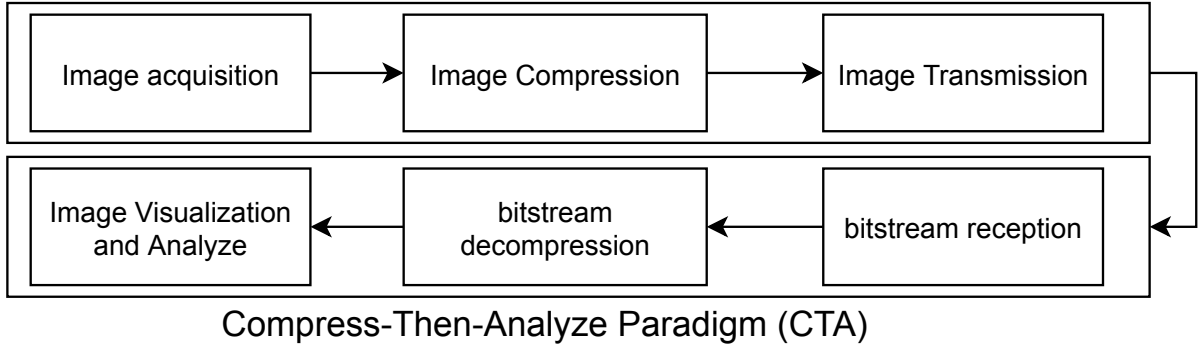 Image acquisition
Image Compression
Image Transmission
Image Visualization
and Analyze
bitstream
decompression
bitstream reception
Compress-Then-Analyze Paradigm (CTA)